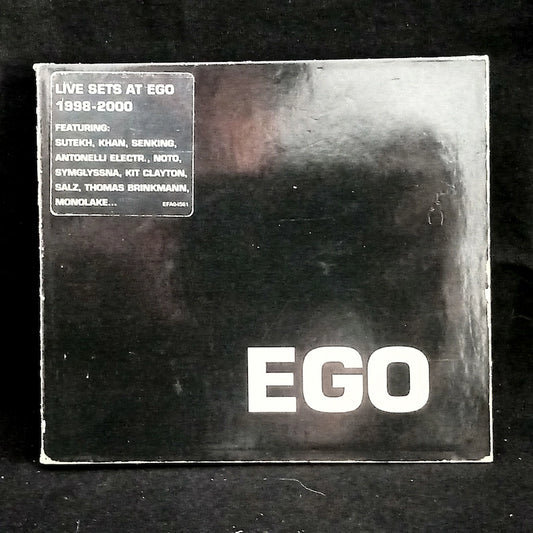 LIVE SETS AT EGO
1998-2000
FEATURING:
SUTEKH, KHAN, SENKING,
ANTONELLI ELECTR., NOTO,
SYMGLYSSNA, KIT CLAYTON,
SALZ, THOMAS BRINKMANN,
MONOLAKE... EFA04561
EGO